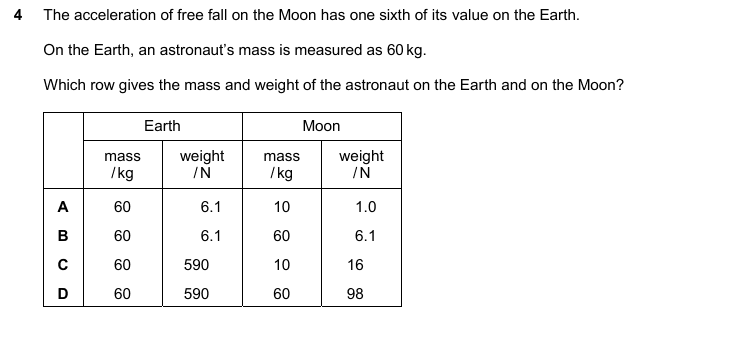 4 The acceleration of free fall on the Moon has one sixth of its value on the Earth.
On the Earth, an astronaut's mass is measured as 60 kg.
Which row gives the mass and weight of the astronaut on the Earth and on the Moon?
Earth Moon
mass /kg weight /N mass /kg weight /N
A 60 6.1 10 1.0
B 60 6.1 60 6.1
C 60 590 10 16
D 60 590 60 98